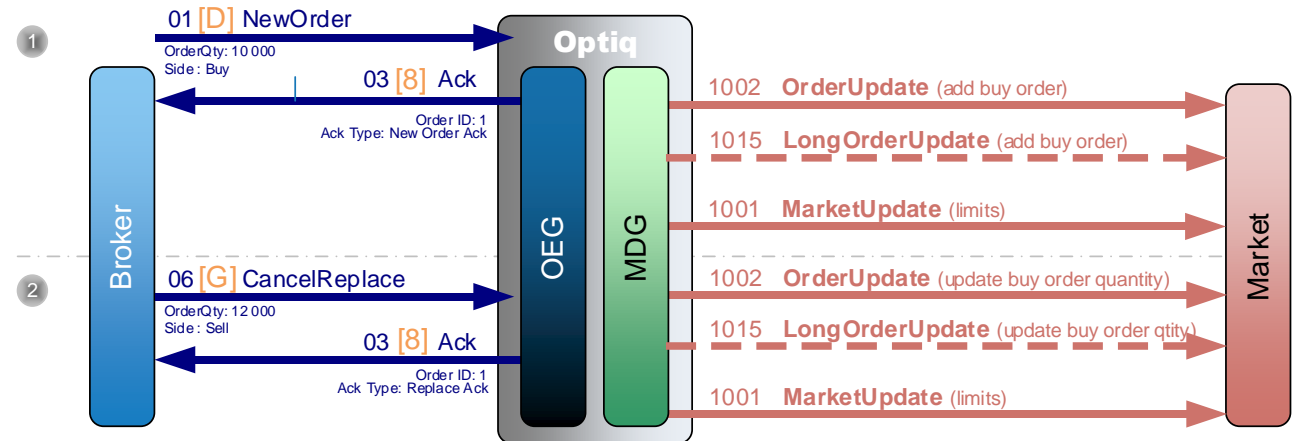 1
01 [D] NewOrder
OrderQty: 10 000
Side : Buy
03 [8] Ack
Order ID: 1
Ack Type: New Order Ack
Optiq
1002 OrderUpdate (add buy order)
1015 LongOrderUpdate (add buy order)
1001 MarketUpdate (limits)
Broker
OEG
MDG
Market
2
06 [G] CancelReplace
OrderQty: 12 000
Side : Sell
03 [8] Ack
Order ID: 1
Ack Type: Replace Ack
1002 OrderUpdate (update buy order quantity)
1015 LongOrderUpdate (update buy order qtity)
1001 MarketUpdate (limits)